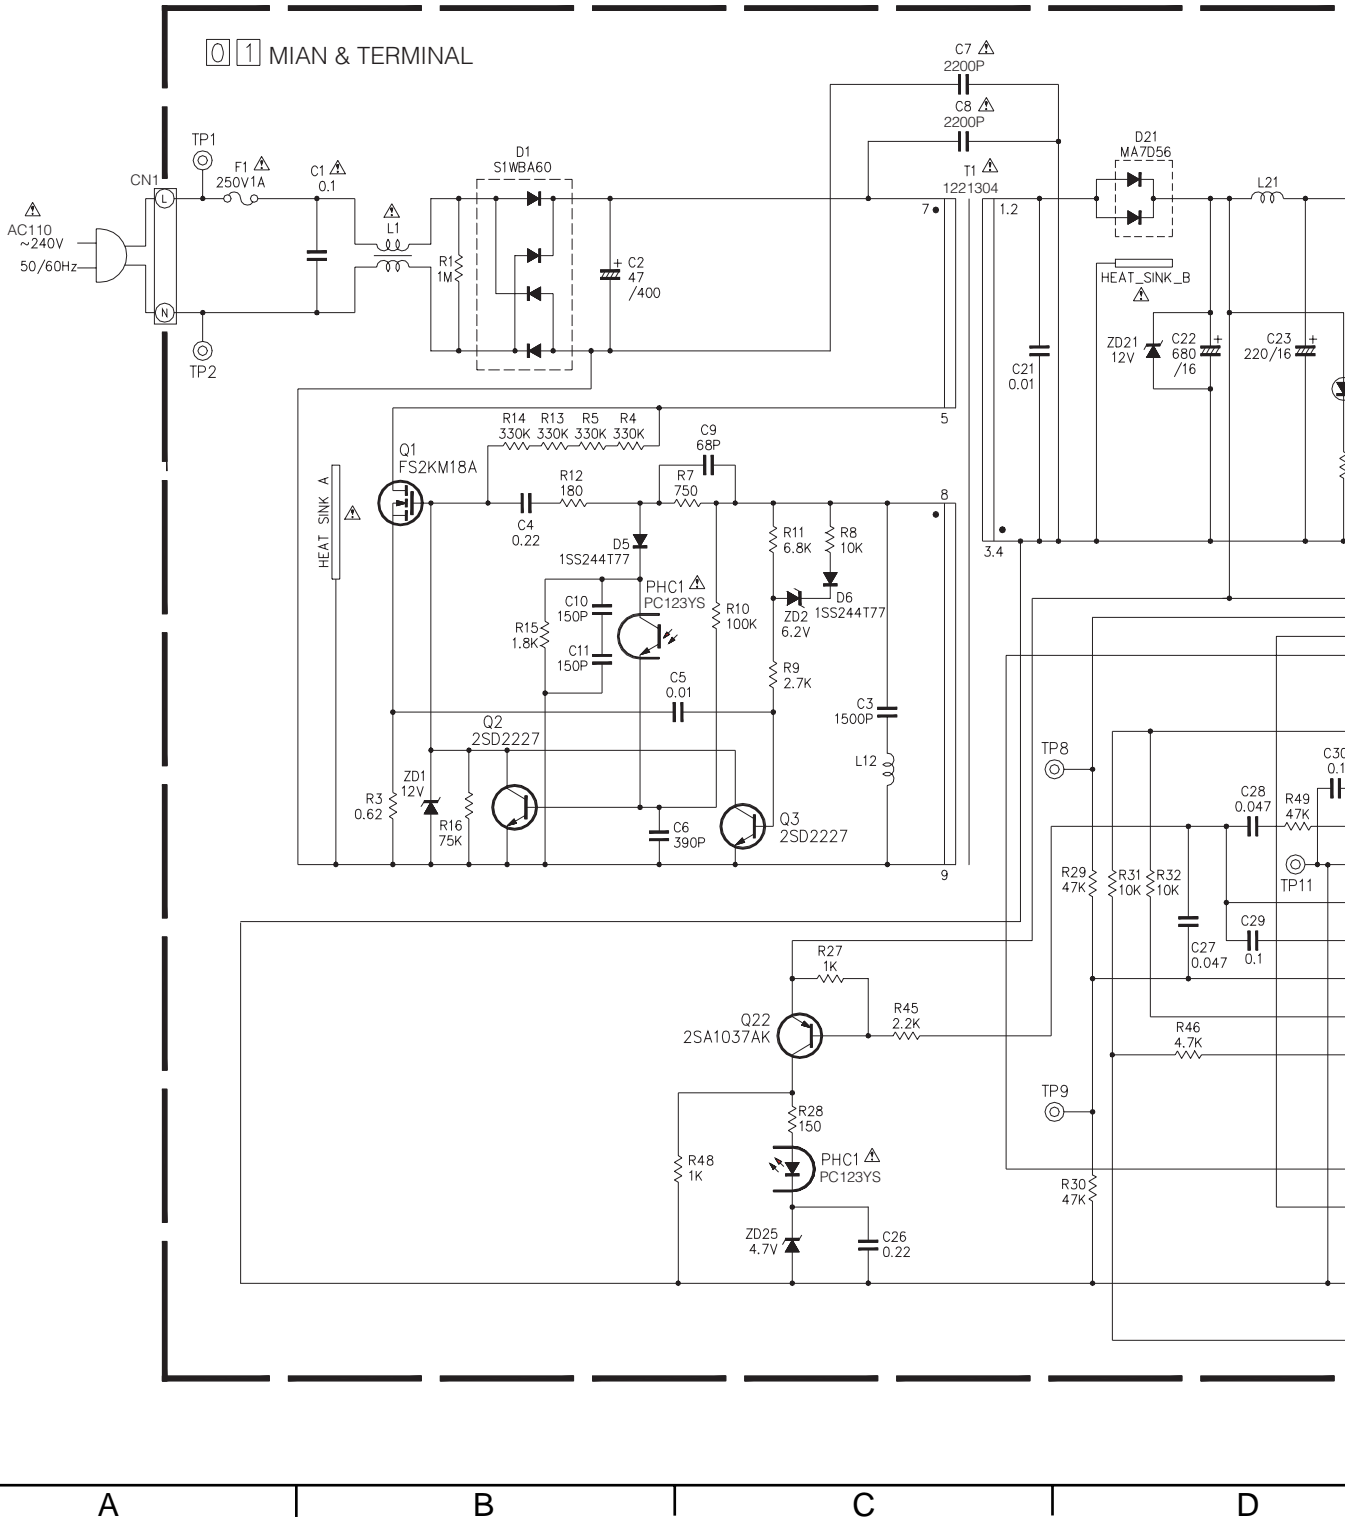 01 MIAN & TERMINAL
C7
2200P
C8
2200P
TP1
F1
250V1A
C1
0.1
D1
S1WBA60
T1
1221304
D21
MA7D56
L21
CN1
L
AC110
~240V
50/60Hz
L1
R1
1M
+ C2
47
/400
7
1.2
HEAT_SINK_B
N
TP2
ZD21
12V
C22
680
/16
+
C23
220/16
+
C21
0.01
5
R14
330K
R13
330K
R5
330K
R4
330K
C9
68P
Q1
FS2KM18A
R12
180
R7
750
8
HEAT SINK A
C4
0.22
D5
1SS244T77
R11
6.8K
R8
10K
3.4
PHC1
PC123YS
C10
150P
R10
100K
ZD2
6.2V
D6
1SS244T77
R15
1.8K
C11
150P
R9
2.7K
C5
0.01
C3
1500P
Q2
2SD2227
L12
TP8
C30
0.1
ZD1
12V
R3
0.62
R16
75K
C6
390P
Q3
2SD2227
C28
0.047
R49
47K
9
R29
47K
R31
10K
R32
10K
TP11
C29
0.1
C27
0.047
R27
1K
Q22
2SA1037AK
R45
2.2K
R46
4.7K
TP9
R28
150
R48
1K
PHC1
PC123YS
R30
47K
ZD25
4.7V
C26
0.22
A
B
C
D